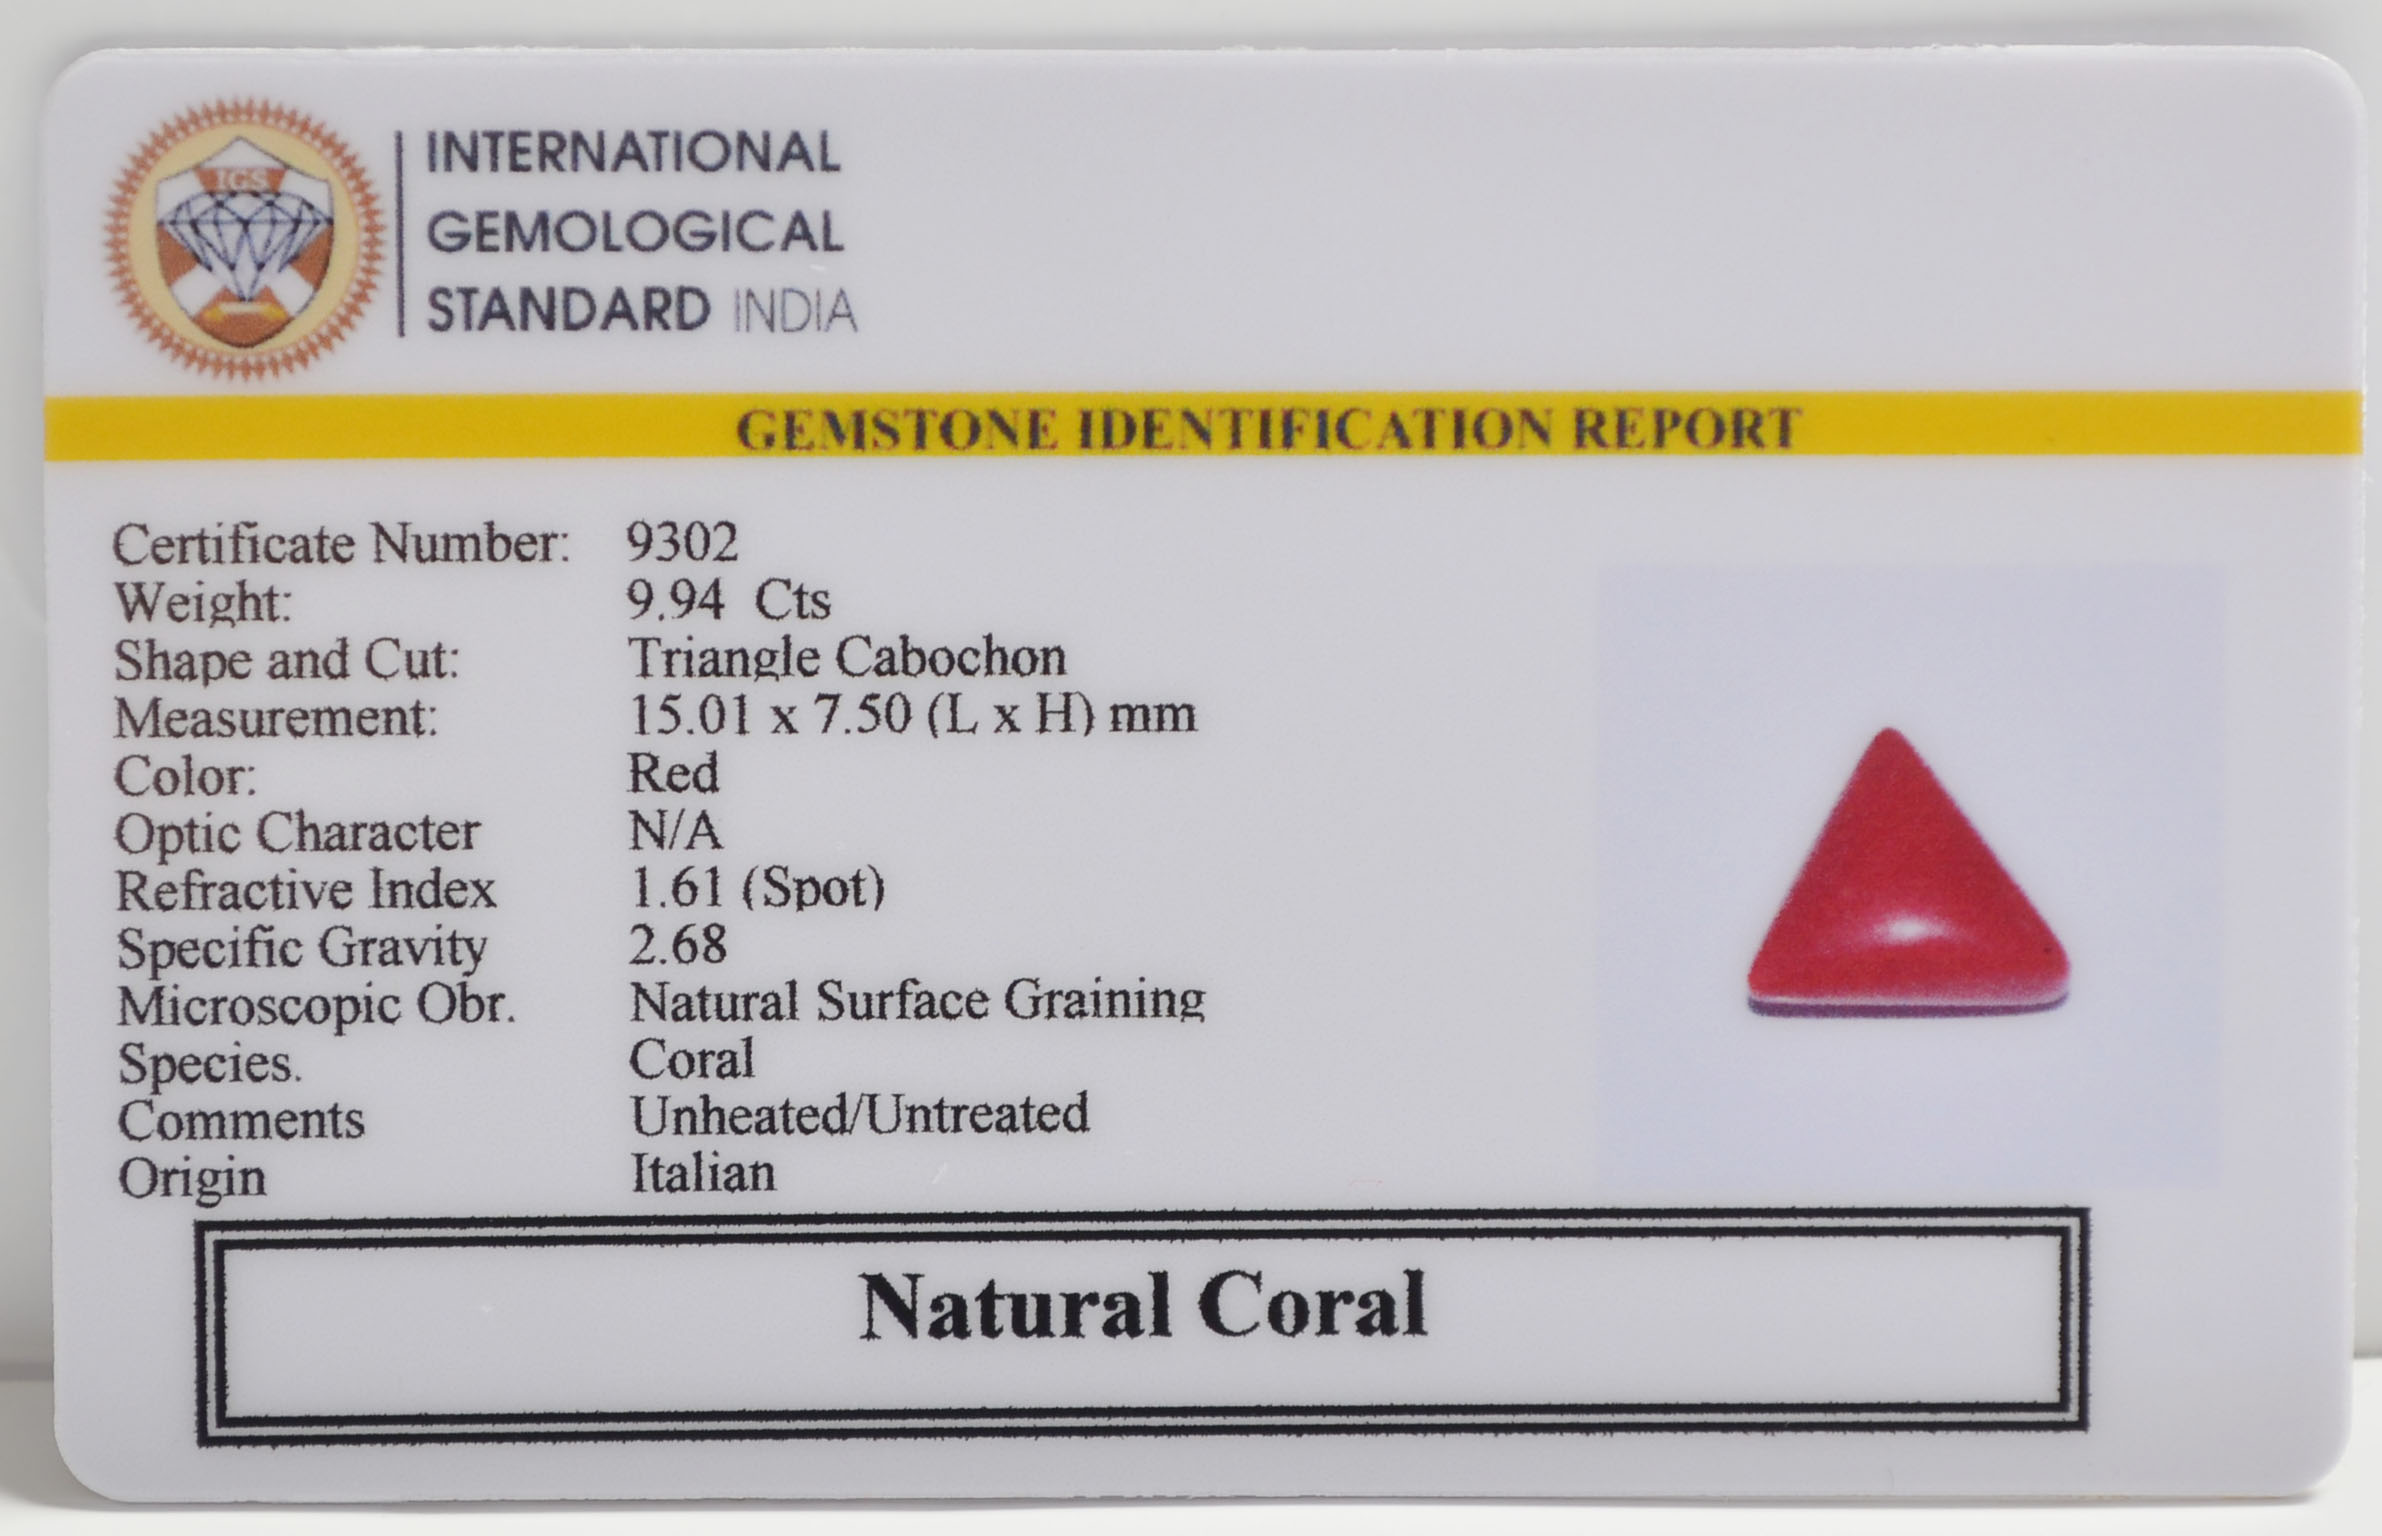 IGS
INTERNATIONAL
GEMOLOGICAL
STANDARD INDIA
GEMSTONE IDENTIFICATION REPORT
Certificate Number: 9302
Weight: 9.94 Cts
Shape and Cut: Triangle Cabochon
Measurement: 15.01 x 7.50 (L x H) mm
Color: Red
Optic Character N/A
Refractive Index 1.61 (Spot)
Specific Gravity 2.68
Microscopic Obr. Natural Surface Graining
Species. Coral
Comments Unheated/Untreated
Origin Italian
Natural Coral